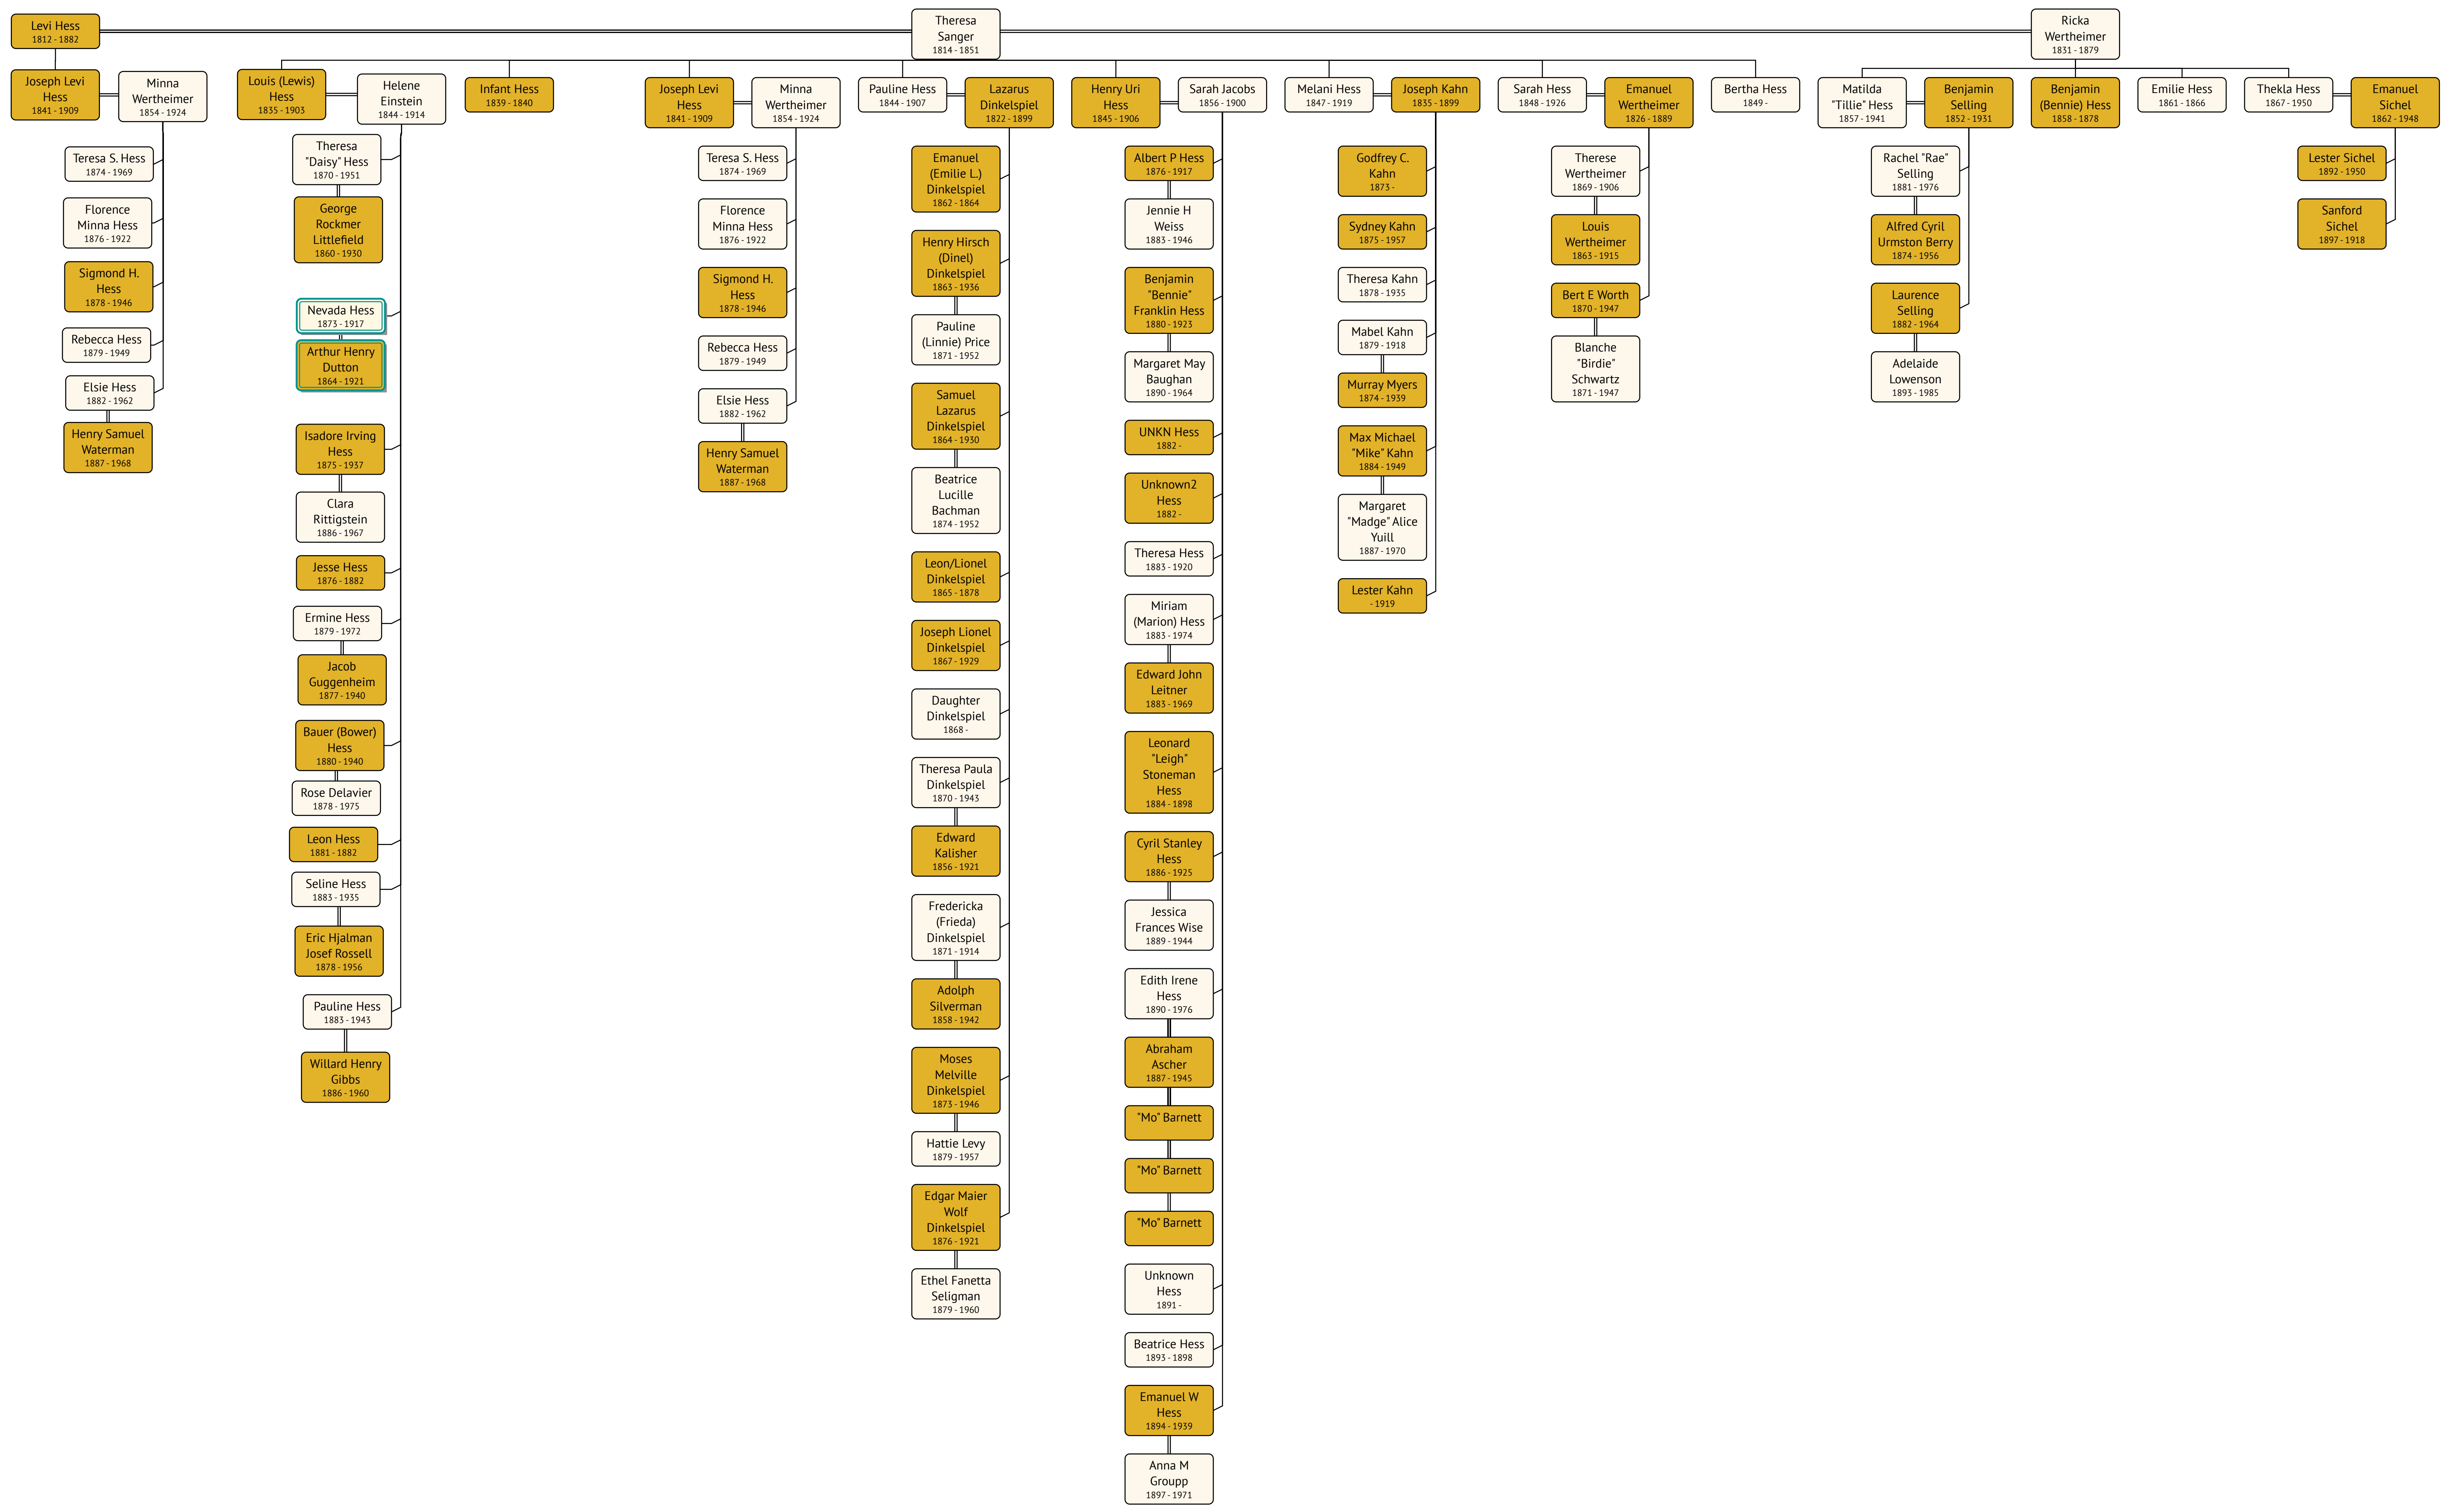 Levi Hess
1812 - 1882
Theresa
Sanger
1814 - 1851
Ricka
Wertheimer
1831 - 1879
Joseph Levi
Hess
1841 - 1909
Minna
Wertheimer
1854 - 1924
Teresa S. Hess
1874 - 1969
Florence
Minna Hess
1876 - 1922
Sigmond H.
Hess
1878 - 1946
Rebecca Hess
1879 - 1949
Elsie Hess
1882 - 1962
Henry Samuel
Waterman
1887 - 1968
Louis (Lewis)
Hess
1835 - 1903
Helene
Einstein
1844 - 1914
Theresa
"Daisy" Hess
1870 - 1951
George
Rockmer
Littlefield
1860 - 1930
Nevada Hess
1873 - 1917
Arthur Henry
Dutton
1864 - 1921
Isadore Irving
Hess
1875 - 1937
Clara
Rittigstein
1886 - 1967
Jesse Hess
1876 - 1882
Ermine Hess
1879 - 1972
Jacob
Guggenheim
1877 - 1940
Bauer (Bower)
Hess
1880 - 1940
Rose Delavier
1878 - 1975
Leon Hess
1881 - 1882
Seline Hess
1883 - 1935
Eric Hjalman
Josef Rossell
1878 - 1956
Pauline Hess
1883 - 1943
Willard Henry
Gibbs
1886 - 1960
Infant Hess
1839 - 1840
Joseph Levi
Hess
1841 - 1909
Minna
Wertheimer
1854 - 1924
Teresa S. Hess
1874 - 1969
Florence
Minna Hess
1876 - 1922
Sigmond H.
Hess
1878 - 1946
Rebecca Hess
1879 - 1949
Elsie Hess
1882 - 1962
Henry Samuel
Waterman
1887 - 1968
Pauline Hess
1844 - 1907
Lazarus
Dinkelspiel
1822 - 1899
Emanuel
(Emilie L.)
Dinkelspiel
1862 - 1864
Henry Hirsch
(Dinel)
Dinkelspiel
1863 - 1936
Pauline
(Linnie) Price
1871 - 1952
Samuel
Lazarus
Dinkelspiel
1864 - 1930
Beatrice
Lucille
Bachman
1874 - 1952
Leon/Lionel
Dinkelspiel
1865 - 1878
Joseph Lionel
Dinkelspiel
1867 - 1929
Daughter
Dinkelspiel
1868 -
Theresa Paula
Dinkelspiel
1870 - 1943
Edward
Kalisher
1856 - 1921
Fredericka
(Frieda)
Dinkelspiel
1871 - 1914
Adolph
Silverman
1858 - 1942
Moses
Melville
Dinkelspiel
1873 - 1946
Hattie Levy
1879 - 1957
Edgar Maier
Wolf
Dinkelspiel
1876 - 1921
Ethel Fanetta
Seligman
1879 - 1960
Henry Uri
Hess
1845 - 1906
Sarah Jacobs
1856 - 1900
Albert P Hess
1876 - 1917
Jennie H
Weiss
1883 - 1946
Benjamin
"Bennie"
Franklin Hess
1880 - 1923
Margaret May
Baughan
1890 - 1964
UNKN Hess
1882 -
Unknown2
Hess
1882 -
Theresa Hess
1883 - 1920
Miriam
(Marion) Hess
1883 - 1974
Edward John
Leitner
1883 - 1969
Leonard
"Leigh"
Stoneman
Hess
1884 - 1898
Cyril Stanley
Hess
1886 - 1925
Jessica
Frances Wise
1889 - 1944
Edith Irene
Hess
1890 - 1976
Abraham
Ascher
1887 - 1945
"Mo" Barnett
"Mo" Barnett
"Mo" Barnett
Unknown
Hess
1891 -
Beatrice Hess
1893 - 1898
Emanuel W
Hess
1894 - 1939
Anna M
Groupp
1897 - 1971
Melani Hess
1847 - 1919
Joseph Kahn
1835 - 1899
Godfrey C.
Kahn
1873 -
Sydney Kahn
1875 - 1957
Theresa Kahn
1878 - 1935
Mabel Kahn
1879 - 1918
Murray Myers
1874 - 1939
Max Michael
"Mike" Kahn
1884 - 1949
Margaret
"Madge" Alice
Yuill
1887 - 1970
Lester Kahn
- 1919
Sarah Hess
1848 - 1926
Emanuel
Wertheimer
1826 - 1889
Therese
Wertheimer
1869 - 1906
Louis
Wertheimer
1863 - 1915
Bert E Worth
1870 - 1947
Blanche
"Birdie"
Schwartz
1871 - 1947
Bertha Hess
1849 -
Matilda
"Tillie" Hess
1857 - 1941
Benjamin
Selling
1852 - 1931
Rachel "Rae"
Selling
1881 - 1976
Alfred Cyril
Urmston Berry
1874 - 1956
Laurence
Selling
1882 - 1964
Adelaide
Lowenson
1893 - 1985
Benjamin
(Bennie) Hess
1858 - 1878
Emilie Hess
1861 - 1866
Thekla Hess
1867 - 1950
Emanuel
Sichel
1862 - 1948
Lester Sichel
1892 - 1950
Sanford
Sichel
1897 - 1918